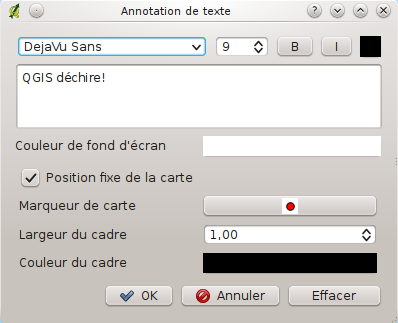 Annotation de texte
DejaVu Sans 9 B I
QGIS déchire!
Couleur de fond d'écran
Position fixe de la carte
Marqueur de carte
Largeur du cadre 1,00
Couleur du cadre
OK Annuler Effacer